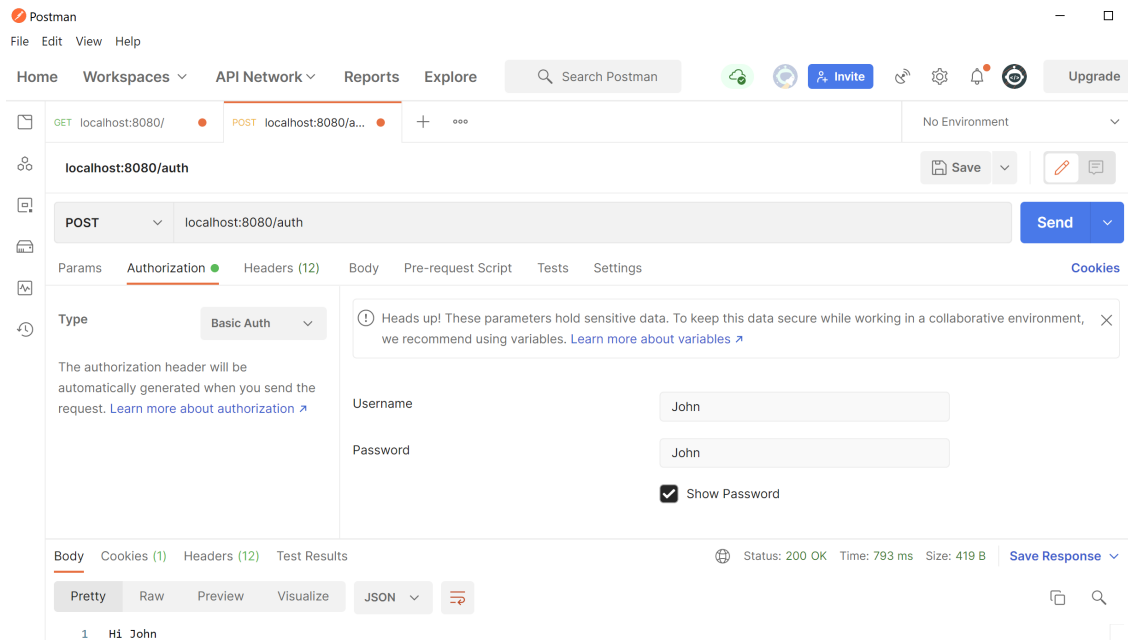 Postman
File Edit View Help
Home Workspaces API Network Reports Explore Search Postman Invite Upgrade
GET localhost:8080/ POST localhost:8080/a... No Environment
localhost:8080/auth Save
POST localhost:8080/auth Send
Params Authorization Headers (12) Body Pre-request Script Tests Settings Cookies
Type Basic Auth
The authorization header will be
automatically generated when you send the
request. Learn more about authorization ↗
Heads up! These parameters hold sensitive data. To keep this data secure while working in a collaborative environment,
we recommend using variables. Learn more about variables ↗
Username John
Password John
Show Password
Body Cookies (1) Headers (12) Test Results Status: 200 OK Time: 793 ms Size: 419 B Save Response
Pretty Raw Preview Visualize JSON
1 Hi John